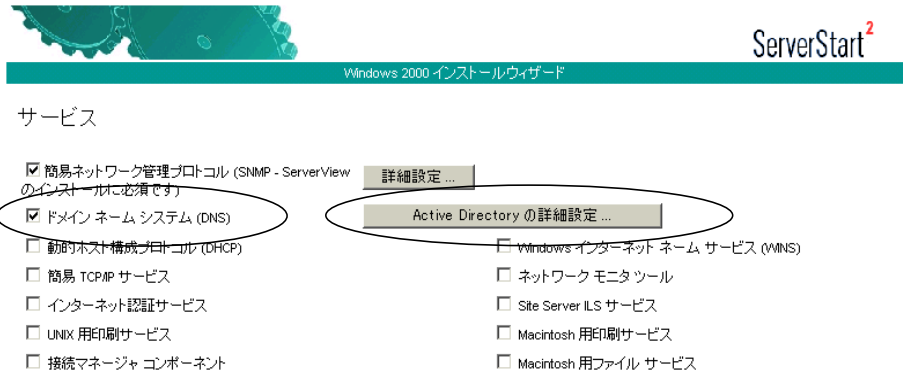 ServerStart2
Windows 2000 インストールウィザード
サービス
簡易ネットワーク管理プロトコル (SNMP - ServerView
のインストールに必須です)
詳細設定 ...
ドメイン ネーム システム (DNS)
Active Directory の詳細設定 ...
動的ホスト構成プロトコル (DHCP)
Windows インターネット ネーム サービス (WINS)
簡易 TCP/IP サービス
ネットワーク モニタ ツール
インターネット認証サービス
Site Server ILS サービス
UNIX 用印刷サービス
Macintosh 用印刷サービス
接続マネージャ コンポーネント
Macintosh 用ファイル サービス